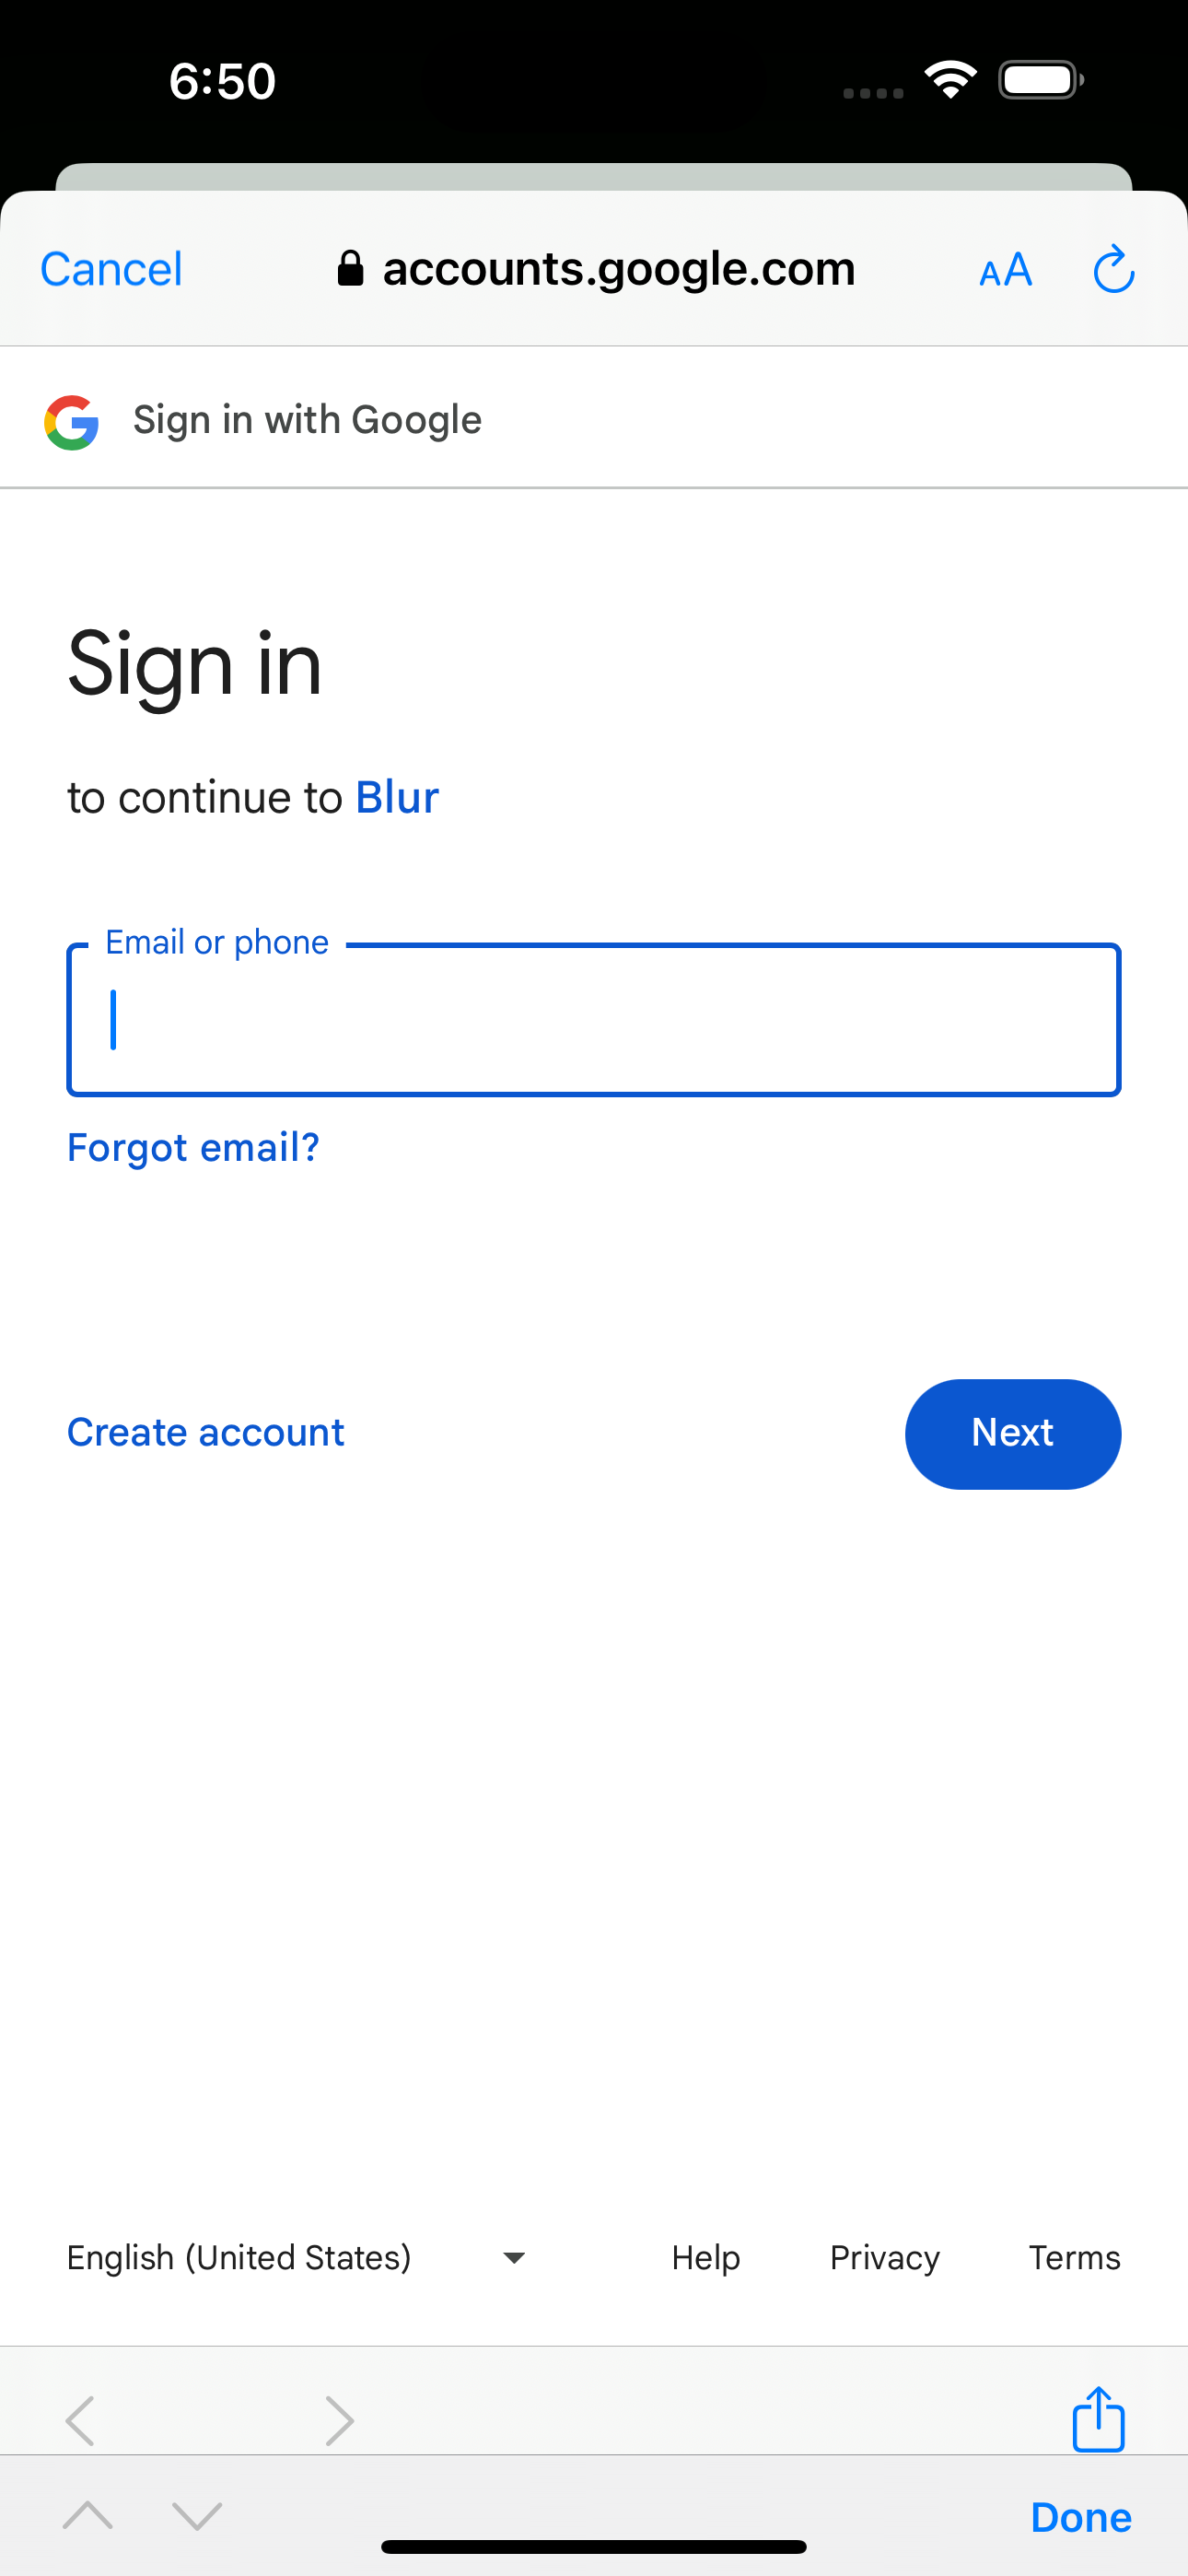 6:50
Cancel
accounts.google.com
AA
Sign in with Google
Sign in
to continue to Blur
Email or phone
Forgot email?
Create account
Next
English (United States)
Help
Privacy
Terms
Done